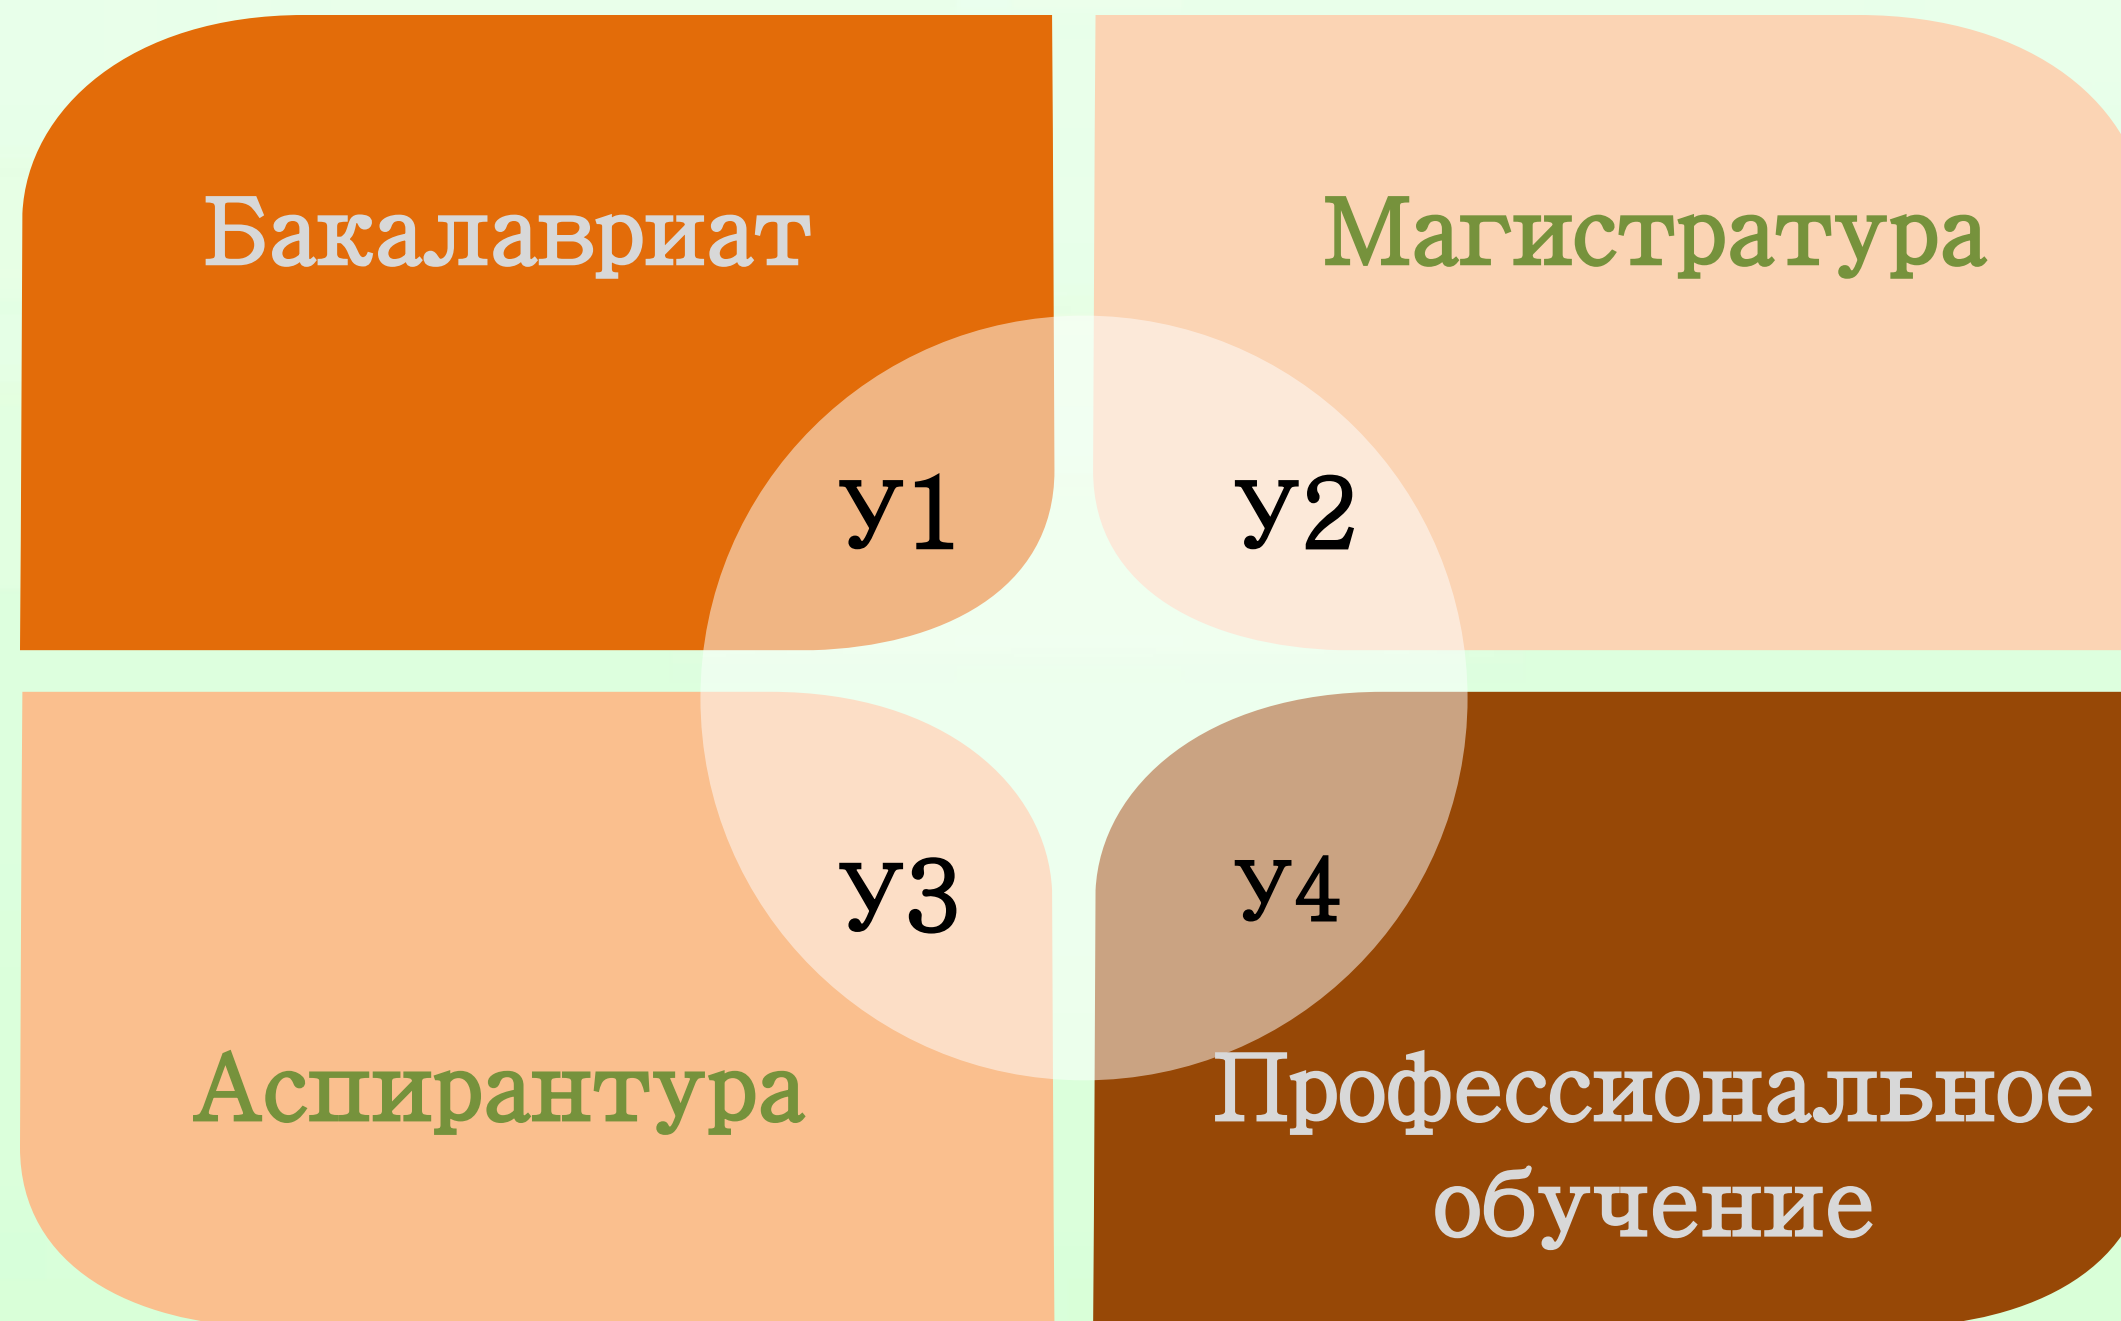 Бакалавриат
Магистратура
У1
У2
У3
У4
Аспирантура
Профессиональное
обучение